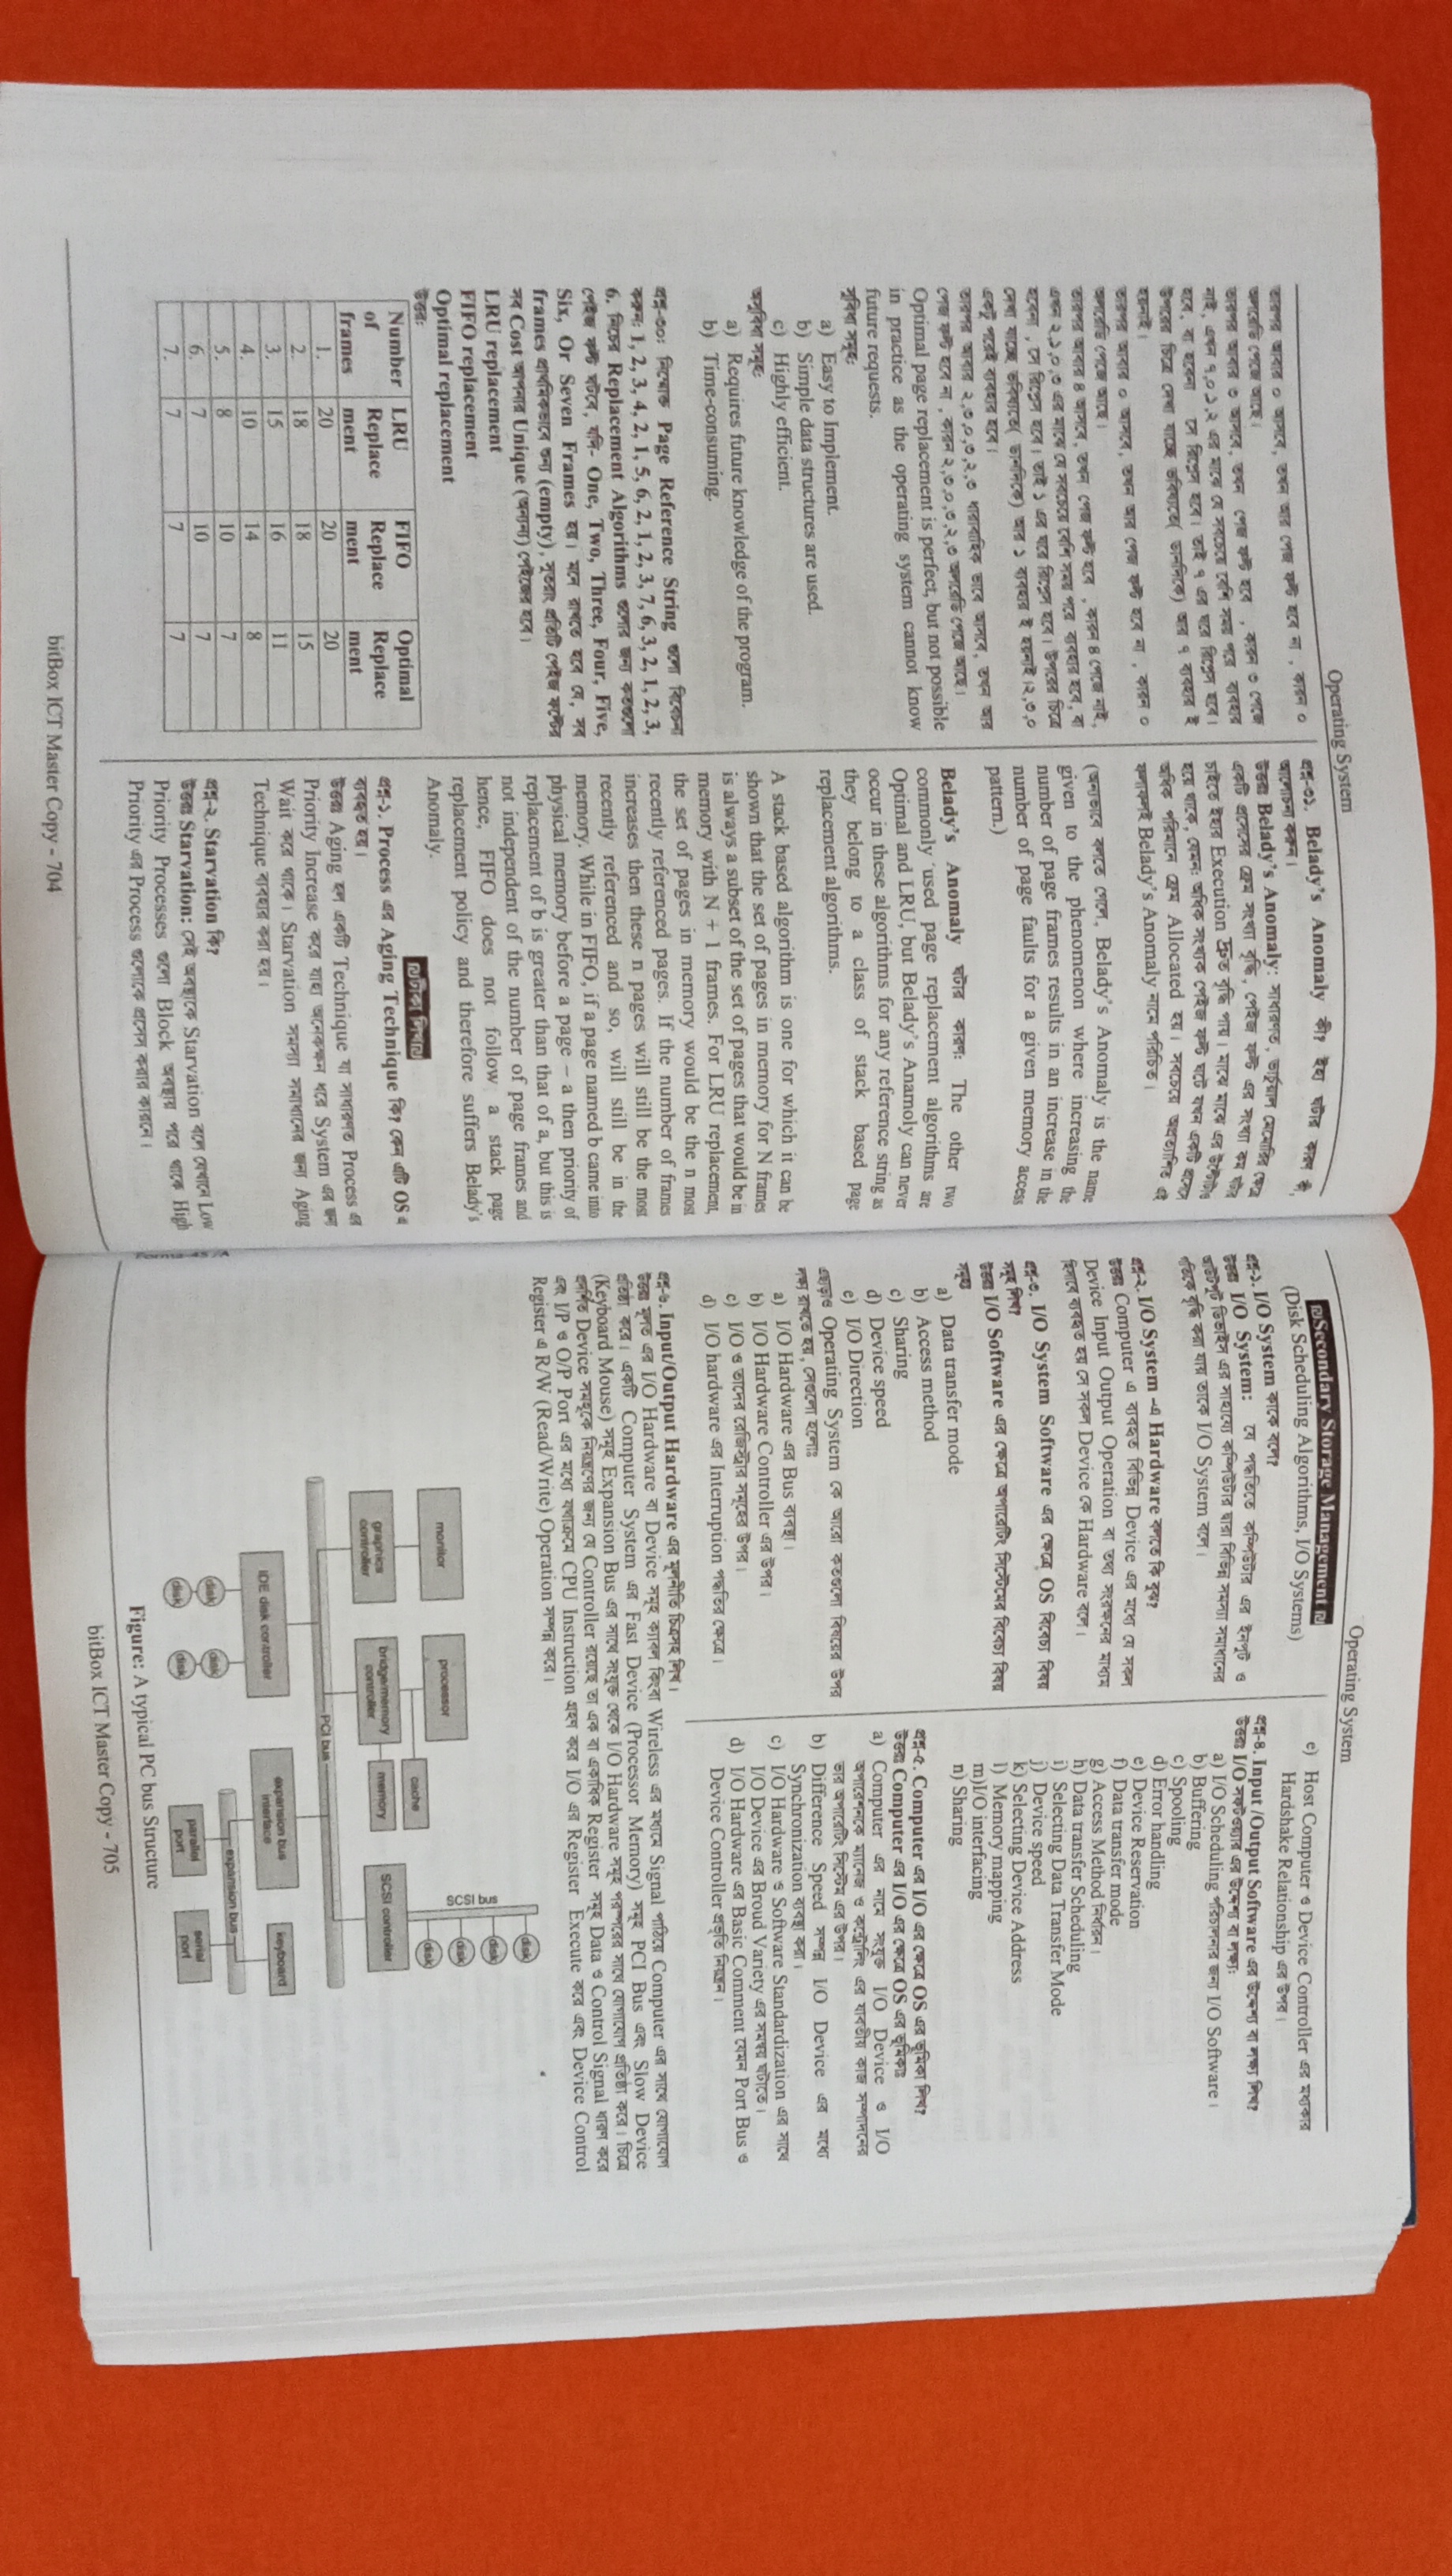 Operating System
তারপর আবার ০ আসবে, তখন আর পেজ ফল্ট হবে না , কারন ০
অলরেডি পেজে আছে।
তারপর আবার ৩ আসবে, তখন পেজ ফল্ট হবে , কারন ৩ পেজে
নাই, এখন ৭,০,১,২ এর মাঝে যে সবচেয়ে বেশি সময় পরে ব্যবহার
হবে, বা হবেনা সে রিপ্লেস হবে। তাই ৭ এর ঘরে রিপ্লেস হবে।
উপরের চিত্রে দেখা যাচ্ছে ভবিষ্যতে( ডানদিকে) আর ৭ ব্যবহার ই
হয়নাই।
তারপর আবার ০ আসবে, তখন আর পেজ ফল্ট হবে না , কারন ০
অলরেডি পেজে আছে।
তারপর আবার ৪ আসবে, তখন পেজ ফল্ট হবে , কারন ৪ পেজে নাই,
এখন ২,১,০,৩ এর মাঝে যে সবচেয়ে বেশি সময় পরে ব্যবহার হবে, বা
হবেনা , সে রিপ্লেস হবে। তাই ১ এর ঘরে রিপ্লেস হবে। উপরের চিত্রে
দেখা যাচ্ছে ভবিষ্যতে( ডানদিকে) আর ১ ব্যবহার ই হয়নাই।২,৩,০
একটু পরেই ব্যবহার হবে।
তারপর আবার ২,৩,০,৩,২,৩ ধারাবাহিক ভাবে আসবে, তখন আর
পেজ ফল্ট হবে না , কারন ২,৩,০,৩,২,৩ অলরেডি পেজে আছে।
Optimal page replacement is perfect, but not possible
in practice as the operating system cannot know
future requests.
সুবিধা সমূহ:
a) Easy to Implement.
b) Simple data structures are used.
c) Highly efficient.
অসুবিধা সমূহ:
a) Requires future knowledge of the program.
b) Time-consuming.
প্রশ্ন-৩০: নিম্নোক্ত Page Reference String গুলো বিবেচনা
করুন: 1, 2, 3, 4, 2, 1, 5, 6, 2, 1, 2, 3, 7, 6, 3, 2, 1, 2, 3,
6. নিচের Replacement Algorithms গুলোর জন্য কতগুলো
পেইজ ফল্ট ঘটবে, যদি- One, Two, Three, Four, Five,
Six, Or Seven Frames হয়। মনে রাখতে হবে যে, সব
frames প্রাথমিকভাবে শুন্য (empty), সুতরাং প্রতিটি পেইজ ফল্টের
সব Cost আপনার Unique (অনন্য) পেইজের হবে।
LRU replacement
FIFO replacement
Optimal replacement
উত্তর:
Number of frames | LRU Replace ment | FIFO Replace ment | Optimal Replace ment
1. 20 20 20
2. 18 18 15
3. 15 16 11
4. 10 14 8
5. 8 10 7
6. 7 10 7
7. 7 7 7
প্রশ্ন-৩১. Belady's Anomaly কী? ইহা ঘটার কারণ কী,
আলোচনা করুন।
উত্তরঃ Belady's Anomaly: সাধারণত, ভার্চুয়াল মেমোরির ক্ষেত্রে
একটি প্রসেসের ফ্রেম সংখ্যা বৃদ্ধি, পেইজ ফল্ট এর সংখ্যা কম ঘটার
চাইতে ইহার Execution দ্রুত বৃদ্ধি পায়। মাঝে মাঝে এর উল্টোটাও
হয়ে থাকে, যেমনঃ অধিক সংখ্যক পেইজ ফল্ট ঘটে যখন একটি প্রসেসে
অধিক পরিমানে ফ্রেম Allocated হয়। সবচেয়ে অপ্রত্যাশিত এই
ফলাফলই Belady's Anomaly নামে পরিচিত।
(অন্যভাবে বলতে গেলে, Belady's Anomaly is the name
given to the phenomenon where increasing the
number of page frames results in an increase in the
number of page faults for a given memory access
pattern.)
Belady's Anomaly ঘটার কারণ: The other two
commonly used page replacement algorithms are
Optimal and LRU, but Belady's Anamoly can never
occur in these algorithms for any reference string as
they belong to a class of stack based page
replacement algorithms.
A stack based algorithm is one for which it can be
shown that the set of pages in memory for N frames
is always a subset of the set of pages that would be in
memory with N + 1 frames. For LRU replacement,
the set of pages in memory would be the n most
recently referenced pages. If the number of frames
increases then these n pages will still be the most
recently referenced and so, will still be in the
memory. While in FIFO, if a page named b came into
physical memory before a page – a then priority of
replacement of b is greater than that of a, but this is
not independent of the number of page frames and
hence, FIFO does not follow a stack page
replacement policy and therefore suffers Belady's
Anomaly.
টীকা লিখ
প্রশ্ন-১. Process এর Aging Technique কি? কেন এটি OS এ
ব্যবহৃত হয়।
উত্তরঃ Aging হল একটি Technique যা সাধারণত Process এর
Priority Increase করে যাহা অনেকক্ষন ধরে System এর জন্য
Wait করে থাকে। Starvation সমস্যা সমাধানের জন্য Aging
Technique ব্যবহার করা হয়।
প্রশ্ন-২. Starvation কি?
উত্তরঃ Starvation: সেই অবস্থাকে Starvation বলে যেখানে Low
Priority Processes গুলো Block অবস্থায় পরে থাকে High
Priority এর Process গুলোকে প্রসেস করার কারনে।
bitBox ICT Master Copy - 704
Operating System
Secondary Storage Management
(Disk Scheduling Algorithms, I/O Systems)
প্রশ্ন-১. I/O System কাকে বলে?
উত্তরঃ I/O System: যে পদ্ধতিতে কম্পিউটার এর ইনপুট ও
আউটপুট ডিভাইস এর সাহায্যে কম্পিউটার দ্বারা বিভিন্ন সমস্যা সমাধানের
গতিকে বৃদ্ধি করা যায় তাকে I/O System বলে।
প্রশ্ন-২. I/O System -এ Hardware বলতে কি বুঝ?
উত্তরঃ Computer এ ব্যবহৃত বিভিন্ন Device এর মধ্যে যে সকল
Device Input Output Operation বা তথ্য সংরক্ষনের মাধ্যম
হিসাবে ব্যবহৃত হয় সে সকল Device কে Hardware বলে।
প্রশ্ন-৩. I/O System Software এর ক্ষেত্রে OS বিবেচ্য বিষয়
সমূহ লিখ?
উত্তরঃ I/O Software এর ক্ষেত্রে অপারেটিং সিস্টেমের বিবেচ্য বিষয়
সমূহঃ
a) Data transfer mode
b) Access method
c) Sharing
d) Device speed
e) I/O Direction
এছাড়াও Operating System কে আরো কতগুলো বিষয়ের উপর
লক্ষ্য রাখতে হয়, সেগুলো হলোঃ
a) I/O Hardware এর Bus ব্যবস্থা।
b) I/O Hardware Controller এর উপর।
c) I/O ও তাদের রেজিস্ট্রার সমূহের উপর।
d) I/O hardware এর Interruption পদ্ধতির ক্ষেত্রে।
e) Host Computer ও Device Controller এর মধ্যকার
Hardshake Relationship এর উপর।
প্রশ্ন-৪. Input /Output Software এর উদ্দেশ্য বা লক্ষ্য লিখ?
উত্তরঃ I/O সফটওয়্যার এর উদ্দেশ্য বা লক্ষ্য:
a) I/O Scheduling পরিচালনার জন্য I/O Software।
b) Buffering
c) Spooling
d) Error handling
e) Device Reservation
f) Data transfer mode
g) Access Method নির্ধারন।
h) Data transfer Scheduling
i) Selecting Data Transfer Mode
j) Device speed
k) Selecting Device Address
l) Memory mapping
m)I/O interfacing
n) Sharing
প্রশ্ন-৫. Computer এর I/O এর ক্ষেত্রে OS এর ভূমিকা লিখ?
উত্তরঃ Computer এর I/O এর ক্ষেত্রে OS এর ভূমিকাঃ
a) Computer এর নামে সংযুক্ত I/O Device ও I/O
অপারেশনকে ম্যানেজ ও কন্ট্রোলিং এর যাবতীয় কাজ সম্পাদনের
ভার অপারেটিং সিস্টেম এর উপর।
b) Difference Speed সম্পন্ন I/O Device এর মধ্যে
Synchronization ব্যবস্থা করা।
c) I/O Hardware ও Software Standardization এর সাথে
I/O Device এর Broud Variety এর সমন্বয় ঘটাতে।
d) I/O Hardware এর Basic Comment যেমন Port Bus ও
Device Controller প্রভৃতি নিয়ন্ত্রন।
প্রশ্ন-৬. Input/Output Hardware এর মূলনীতি চিত্রসহ লিখ।
উত্তরঃ মূলত এর I/O Hardware বা Device সমূহ ক্যাবল কিংবা Wireless এর মধ্যমে Signal পাঠিয়ে Computer এর সাথে যোগাযোগ
প্রতিষ্ঠা করে। একটি Computer System এর Fast Device (Processor Memory) সমূহ PCI Bus এবং Slow Device
(Keyboard Mouse) সমূহ Expansion Bus এর সাথে সংযুক্ত থেকে I/O Hardware সমূহ পরস্পরের সাথে যোগাযোগ প্রতিষ্ঠা করে। চিত্রে
প্রদর্শিত Device সমূহকে নিয়ন্ত্রণের জন্য যে Controller রয়েছে তা এক বা একাধিক Register সমূহ Data ও Control Signal ধারণ করে
এবং I/P ও O/P Port এর মধ্যে যথাক্রমে CPU Instruction গ্রহণ করে I/O এর Register Execute করে এবং Device Control
Register এ R/W (Read/Write) Operation সম্পন্ন করে।
monitor
processor
cache
SCSI bus
disk
disk
disk
disk
graphics controller
bridge/memory controller
memory
SCSI controller
PCI bus
IDE disk controller
expansion bus interface
keyboard
expansion bus
disk
disk
disk
disk
parallel port
serial port
Figure: A typical PC bus Structure
bitBox ICT Master Copy - 705